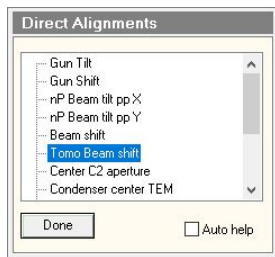 Direct Alignments
Gun Tilt
Gun Shift
nP Beam tilt pp X
nP Beam tilt pp Y
Beam shift
Tomo Beam shift
Center C2 aperture
Condenser center TEM
Done
Auto help